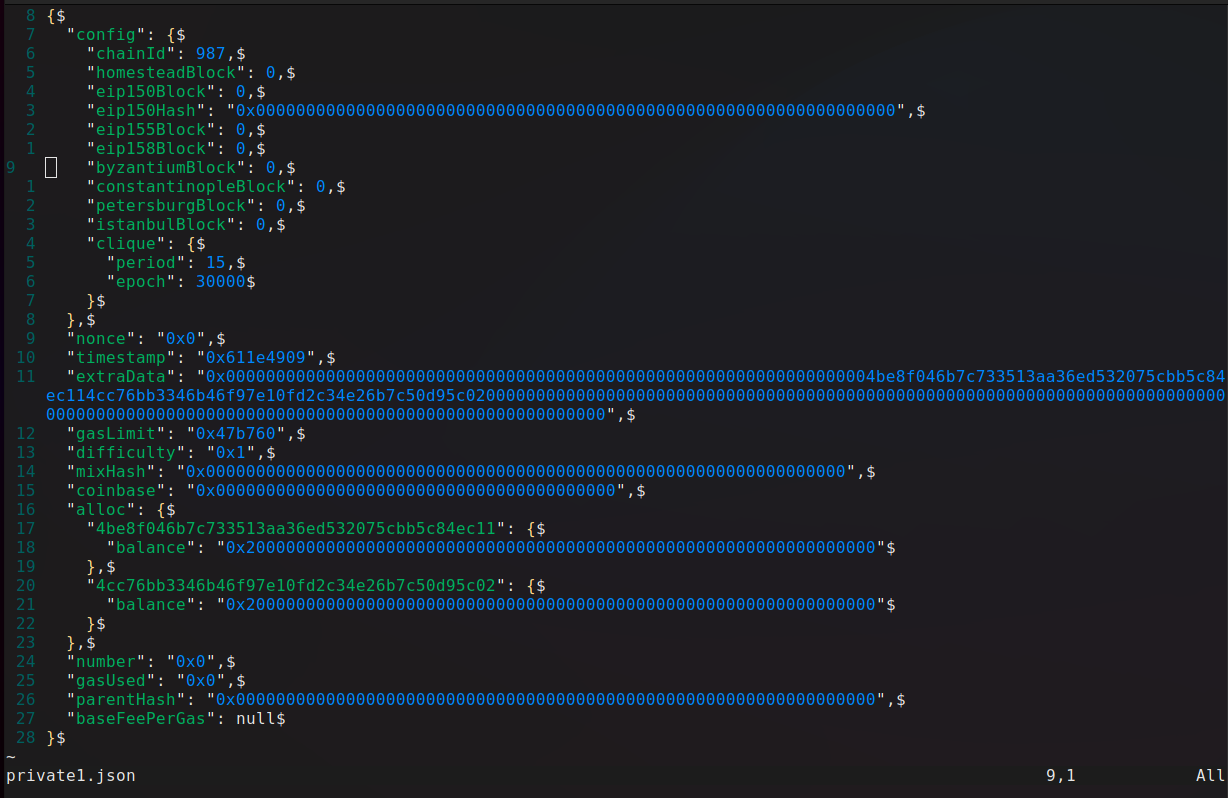 8 {$
7 "config": {$
6 "chainId": 987,$
5 "homesteadBlock": 0,$
4 "eip150Block": 0,$
3 "eip150Hash": "0x0000000000000000000000000000000000000000000000000000000000000000",$
2 "eip155Block": 0,$
1 "eip158Block": 0,$
9 "byzantiumBlock": 0,$
1 "constantinopleBlock": 0,$
2 "petersburgBlock": 0,$
3 "istanbulBlock": 0,$
4 "clique": {$
5 "period": 15,$
6 "epoch": 30000$
7 }$
8 },$
9 "nonce": "0x0",$
10 "timestamp": "0x611e4909",$
11 "extraData": "0x00000000000000000000000000000000000000000000000000000000000000004be8f046b7c733513aa36ed532075cbb5c84
ec114cc76bb3346b46f97e10fd2c34e26b7c50d95c0200000000000000000000000000000000000000000000000000000000000000000000000000
00000000000000000000000000000000000000000000000000000000",$
12 "gasLimit": "0x47b760",$
13 "difficulty": "0x1",$
14 "mixHash": "0x0000000000000000000000000000000000000000000000000000000000000000",$
15 "coinbase": "0x0000000000000000000000000000000000000000",$
16 "alloc": {$
17 "4be8f046b7c733513aa36ed532075cbb5c84ec11": {$
18 "balance": "0x200000000000000000000000000000000000000000000000000000000000000"$
19 },$
20 "4cc76bb3346b46f97e10fd2c34e26b7c50d95c02": {$
21 "balance": "0x200000000000000000000000000000000000000000000000000000000000000"$
22 }$
23 },$
24 "number": "0x0",$
25 "gasUsed": "0x0",$
26 "parentHash": "0x0000000000000000000000000000000000000000000000000000000000000000",$
27 "baseFeePerGas": null$
28 }$
~
private1.json 9,1 All